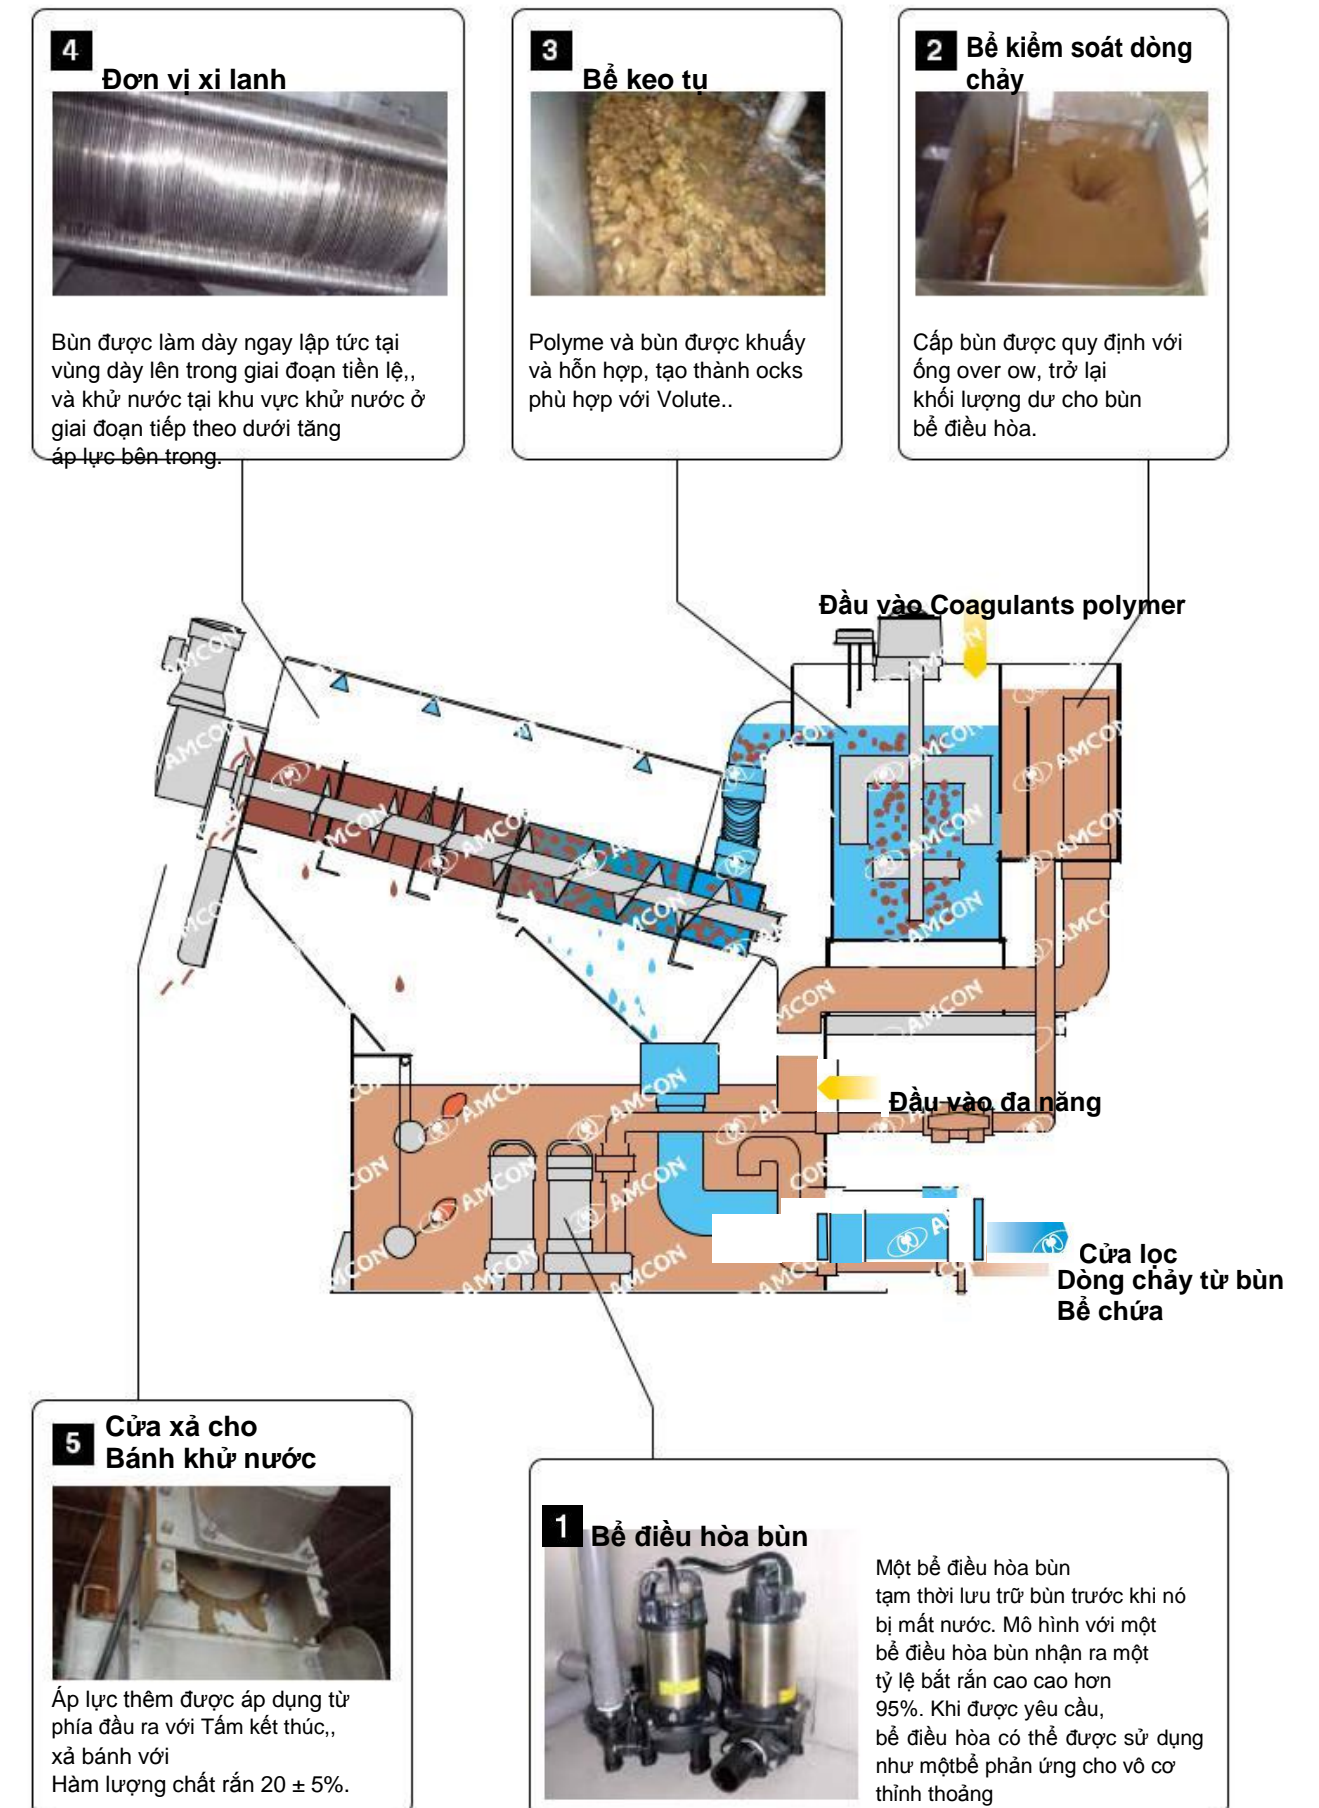 4
Đơn vị xi lanh
Bùn được làm dày ngay lập tức tại
vùng dày lên trong giai đoạn tiền lệ,,
và khử nước tại khu vực khử nước ở
giai đoạn tiếp theo dưới tăng
áp lực bên trong.
3
Bể keo tụ
Polyme và bùn được khuấy
và hỗn hợp, tạo thành ocks
phù hợp với Volute..
2
Bể kiểm soát dòng
chảy
Cấp bùn được quy định với
ống over ow, trở lại
khối lượng dư cho bùn
bể điều hòa.
Đầu vào Coagulants polymer
Đầu vào đa năng
Cửa lọc
Dòng chảy từ bùn
Bể chứa
5
Cửa xả cho
Bánh khử nước
Áp lực thêm được áp dụng từ
phía đầu ra với Tấm kết thúc,,
xả bánh với
Hàm lượng chất rắn 20 ± 5%.
1
Bể điều hòa bùn
Một bể điều hòa bùn
tạm thời lưu trữ bùn trước khi nó
bị mất nước. Mô hình với một
bể điều hòa bùn nhận ra một
tỷ lệ bắt rắn cao cao hơn
95%. Khi được yêu cầu,
bể điều hòa có thể được sử dụng
như mộtbể phản ứng cho vô cơ
thỉnh thoảng
AMCON